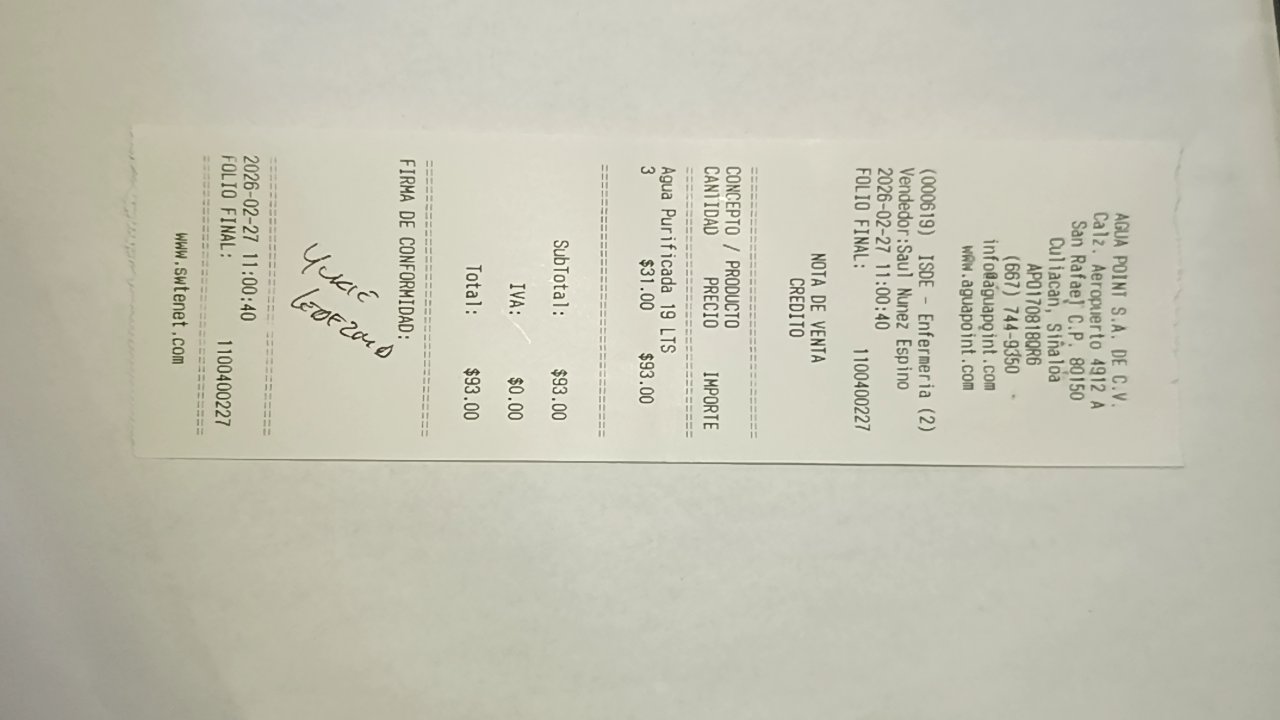 AGUA POINT S.A. DE C.V.
Calz. Aeropuerto 4912 A
San Rafael C.P. 80150
Culiacan, Sinaloa
APO170818QR6
(667) 744-9350
info@aguapoint.com
www.aguapoint.com
(000619) ISDE - Enfermeria (2)
Vendedor:Saul Nunez Espino
2026-02-27 11:00:40
FOLIO FINAL: 1100400227
NOTA DE VENTA
CREDITO
==============================
CONCEPTO / PRODUCTO
CANTIDAD PRECIO IMPORTE
==============================
Agua Purificada 19 LTS
3 $31.00 $93.00
==============================
SubTotal: $93.00
IVA: $0.00
Total: $93.00
==============================
FIRMA DE CONFORMIDAD:
==============================
2026-02-27 11:00:40
FOLIO FINAL: 1100400227
==============================
www.swtenet.com